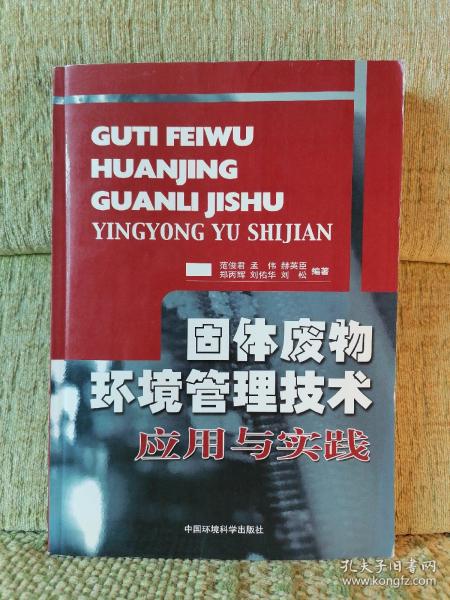 GUTI FEIWU
HUANJING
GUANLI JISHU
YINGYONG YU SHIJIAN
范俊君 孟 伟 赫英臣
郑丙辉 刘佑华 刘 松
编著
固体废物
环境管理技术
应用与实践
中国环境科学出版社
孔夫子旧书网
www.kongfz.com